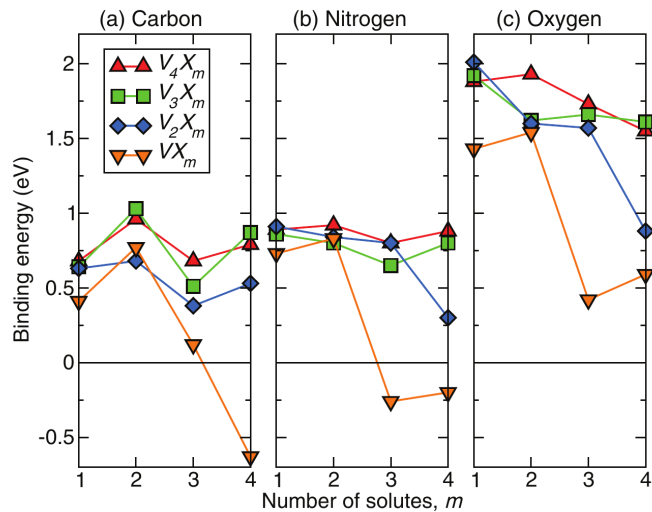 (a) Carbon (b) Nitrogen (c) Oxygen
2
1.5
1
0.5
0
-0.5
Binding energy (eV)
V4Xm
V3Xm
V2Xm
VXm
1 2 3 4 1 2 3 4 1 2 3 4
Number of solutes, m